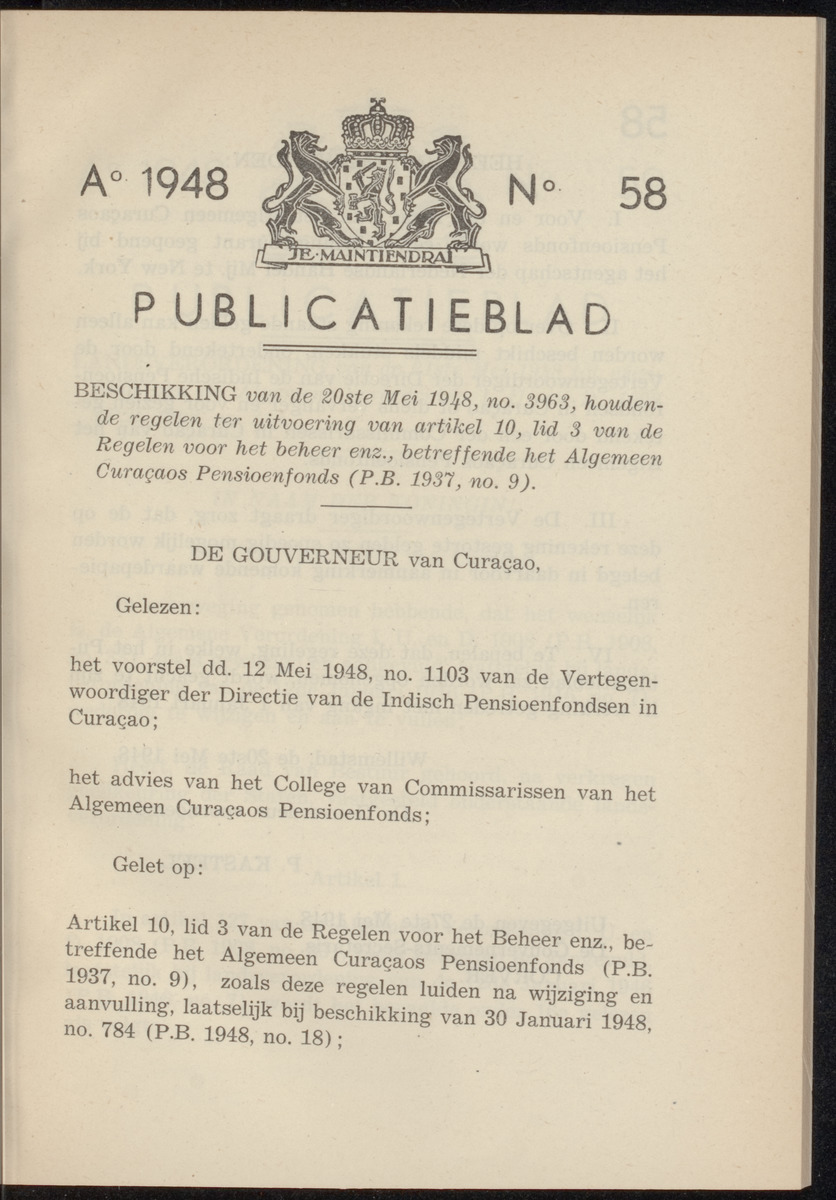 Ao. 1948
No. 58
JE·MAINTIENDRAI
PUBLICATIEBLAD
BESCHIKKING van de 20ste Mei 1948, no. 3963, houden-
de regelen ter uitvoering van artikel 10, lid 3 van de
Regelen voor het beheer enz., betreffende het Algemeen
Curaçaos Pensioenfonds (P.B. 1937, no. 9).
DE GOUVERNEUR van Curaçao,
Gelezen:
het voorstel dd. 12 Mei 1948, no. 1103 van de Vertegen-
woordiger der Directie van de Indisch Pensioenfondsen in
Curaçao;
het advies van het College van Commissarissen van het
Algemeen Curaçaos Pensioenfonds;
Gelet op:
Artikel 10, lid 3 van de Regelen voor het Beheer enz., be-
treffende het Algemeen Curaçaos Pensioenfonds (P.B.
1937, no. 9), zoals deze regelen luiden na wijziging en
aanvulling, laatselijk bij beschikking van 30 Januari 1948,
no. 784 (P.B. 1948, no. 18);